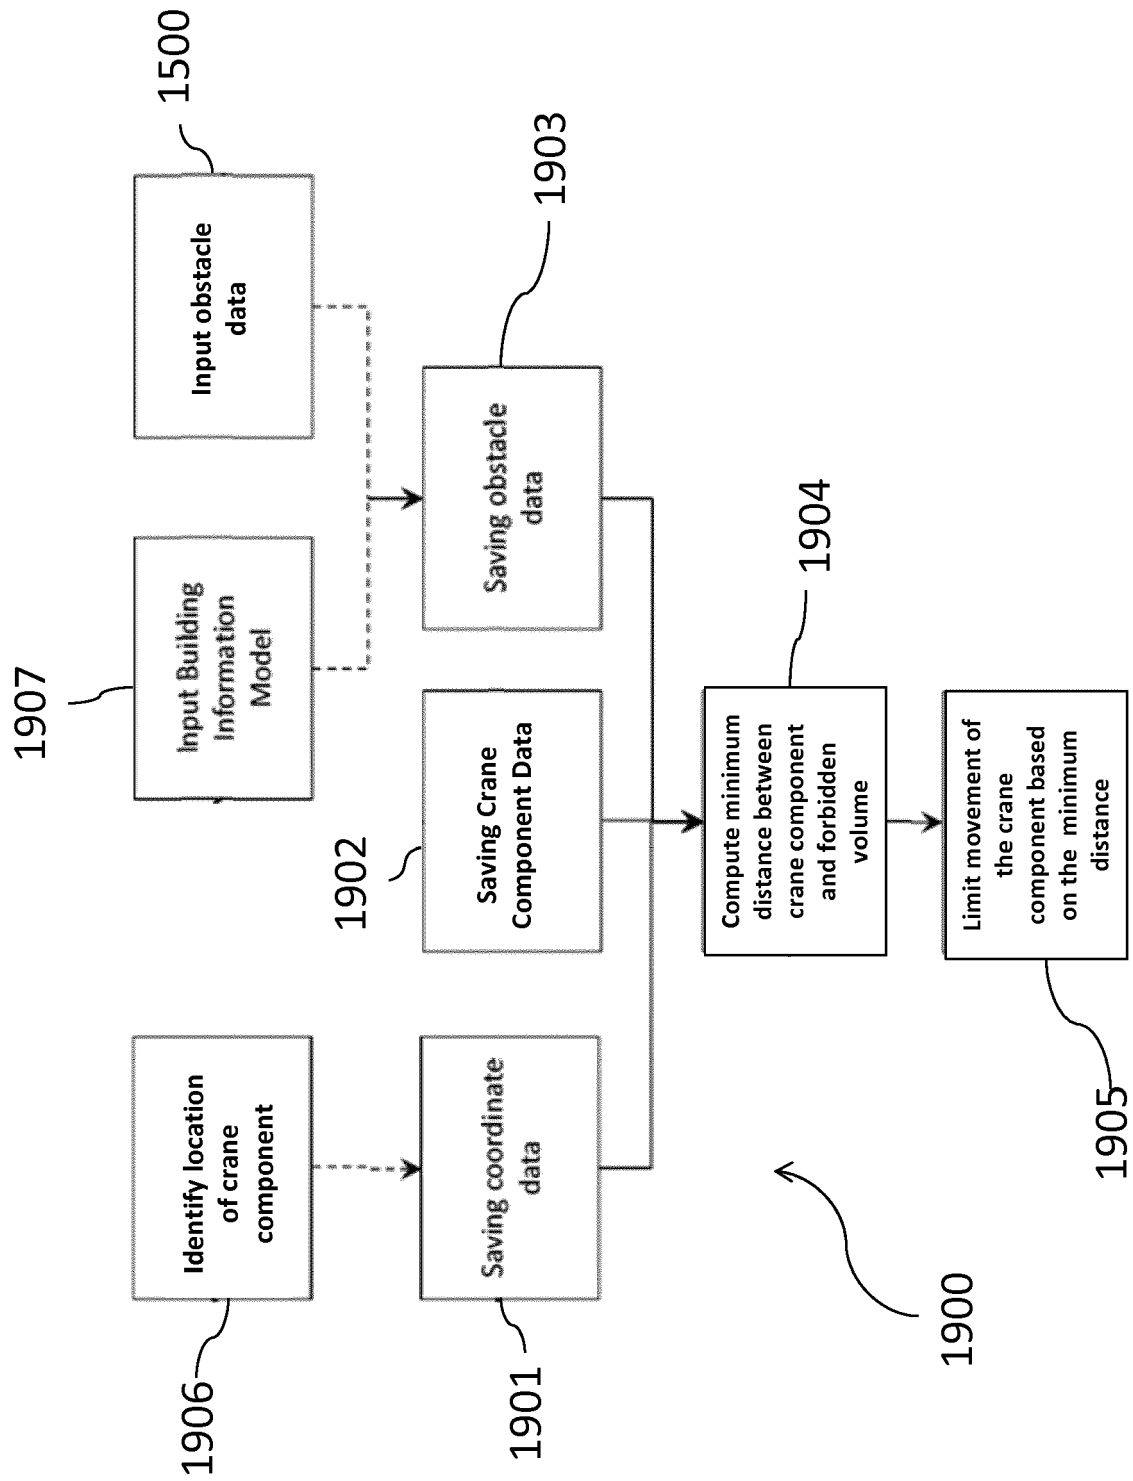 1906
Identify location
of crane
component
1907
Input Building
Information
Model
1500
Input obstacle
data
1901
Saving coordinate
data
1902
Saving Crane
Component Data
1903
Saving obstacle
data
1904
Compute minimum
distance between
crane component
and forbidden
volume
1905
Limit movement of
the crane
component based
on the minimum
distance
1900